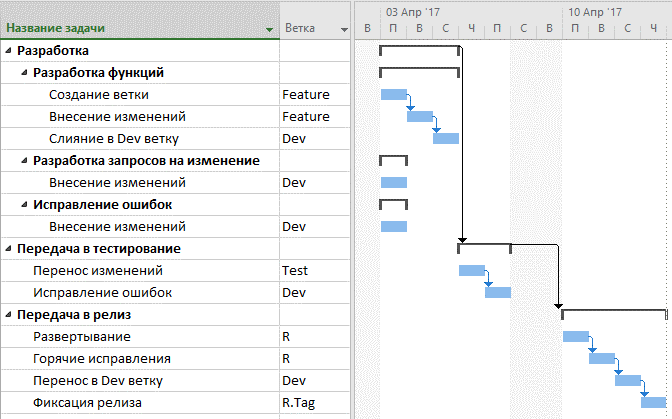 03 Апр '17 10 Апр '17
Название задачи Ветка В П В С Ч П С В П В С Ч
Разработка
Разработка функций
Создание ветки Feature
Внесение изменений Feature
Слияние в Dev ветку Dev
Разработка запросов на изменение
Внесение изменений Dev
Исправление ошибок
Внесение изменений Dev
Передача в тестирование
Перенос изменений Test
Исправление ошибок Dev
Передача в релиз
Развертывание R
Горячие исправления R
Перенос в Dev ветку Dev
Фиксация релиза R.Tag